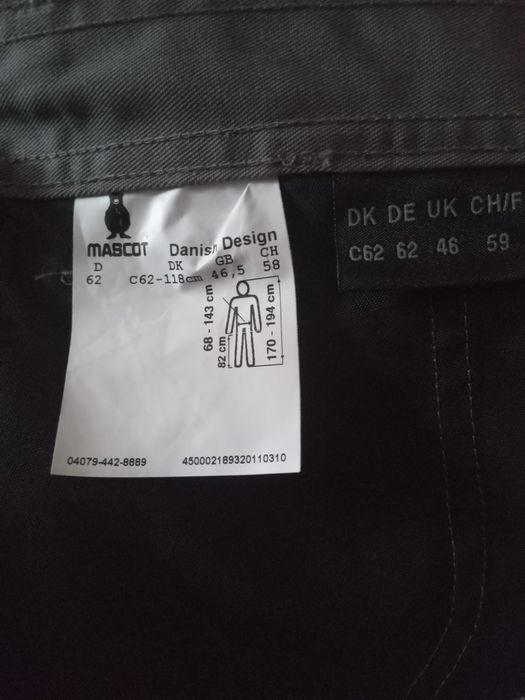 MASCOT Danish Design
D DK GB CH
62 C62-118cm 46,5 58
68 - 143 cm
82 cm
170 - 194 cm
04079-442-8889 450002189320110310
DK DE UK CH/F
C62 62 46 59